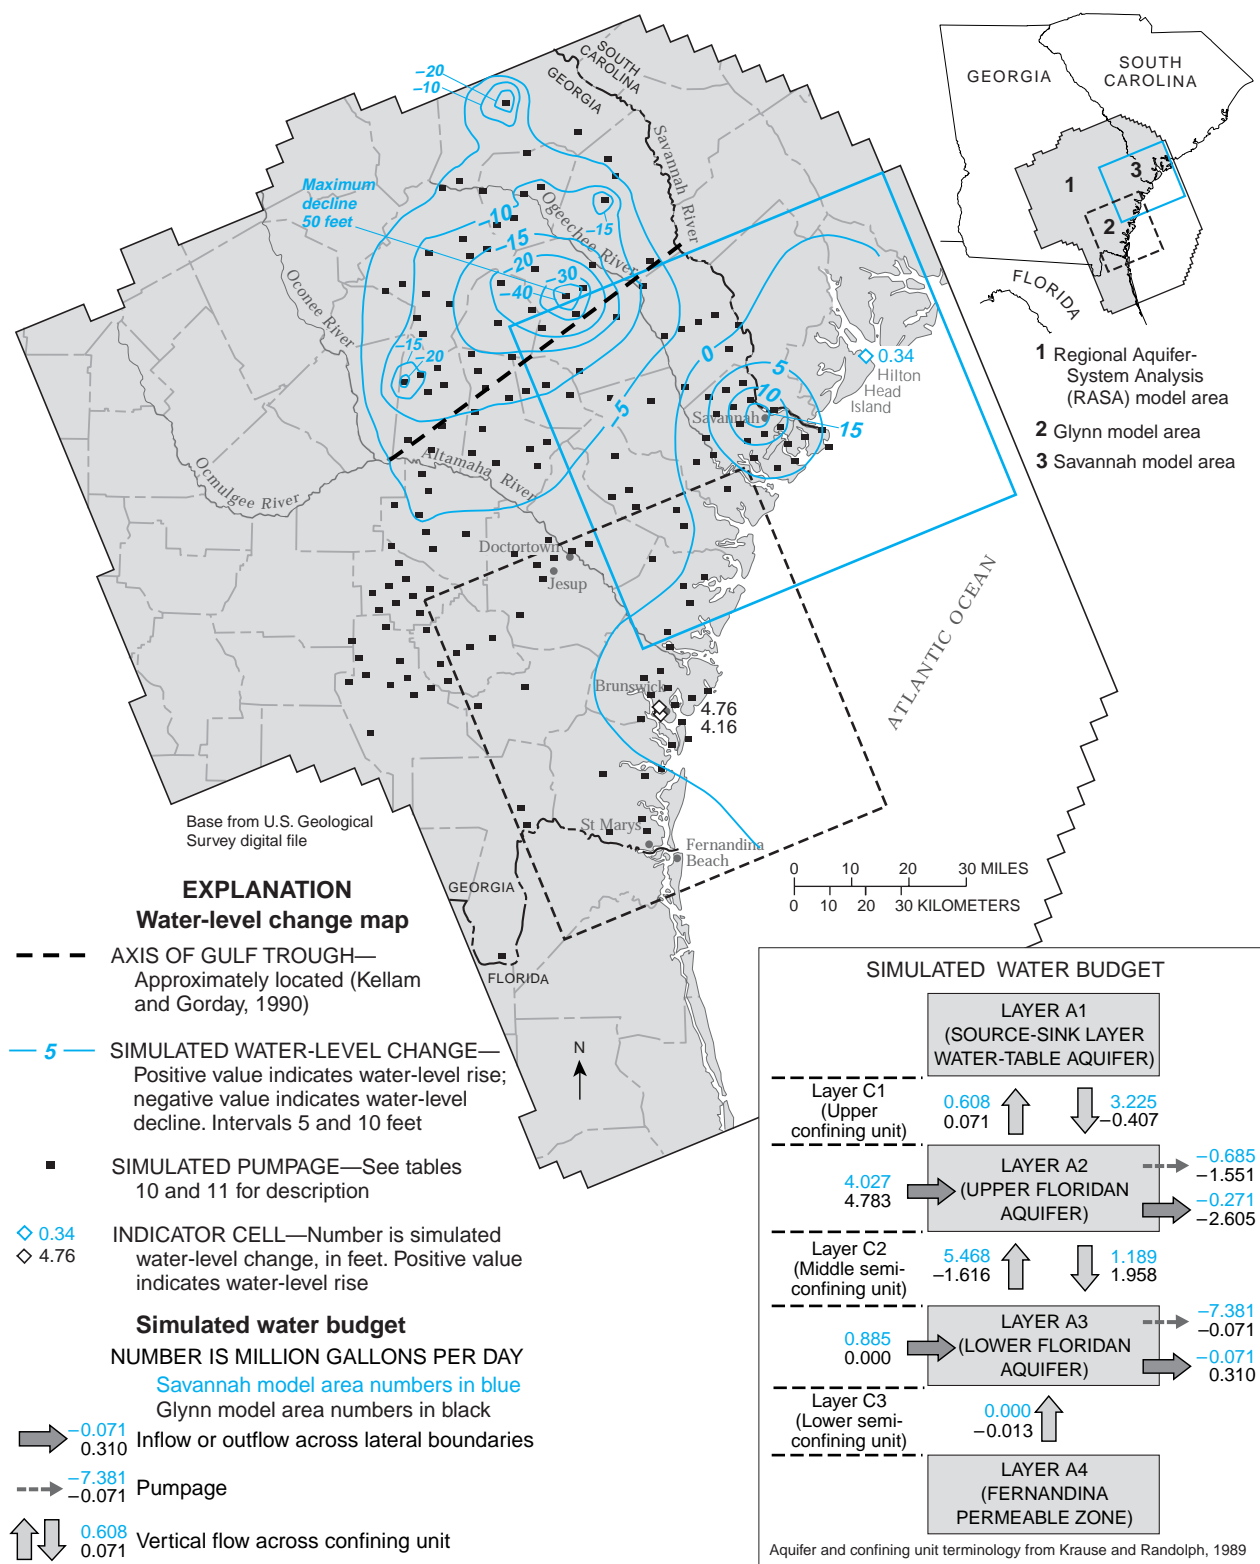 SOUTH
CAROLINA
GEORGIA
−20
−10
Savannah River
Maximum
decline
50 feet
Ogeechee River
−10
−15
−15
−20
−30
−40
Oconee River
−15
−20
0
5
10
15
−5
Savannah
0.34
Hilton
Head
Island
Ocmulgee River
Altamaha River
Doctortown
Jesup
Brunswick
4.76
4.16
ATLANTIC OCEAN
St Marys
Fernandina
Beach
GEORGIA
FLORIDA
N
Base from U.S. Geological
Survey digital file
0 10 20 30 MILES
0 10 20 30 KILOMETERS
GEORGIA
SOUTH
CAROLINA
FLORIDA
1
2
3
1 Regional Aquifer-
System Analysis
(RASA) model area
2 Glynn model area
3 Savannah model area
EXPLANATION
Water-level change map
AXIS OF GULF TROUGH—
Approximately located (Kellam
and Gorday, 1990)
5
SIMULATED WATER-LEVEL CHANGE—
Positive value indicates water-level rise;
negative value indicates water-level
decline. Intervals 5 and 10 feet
SIMULATED PUMPAGE—See tables
10 and 11 for description
0.34
4.76
INDICATOR CELL—Number is simulated
water-level change, in feet. Positive value
indicates water-level rise
Simulated water budget
NUMBER IS MILLION GALLONS PER DAY
Savannah model area numbers in blue
Glynn model area numbers in black
−0.071
0.310
Inflow or outflow across lateral boundaries
−7.381
−0.071
Pumpage
0.608
0.071
Vertical flow across confining unit
SIMULATED WATER BUDGET
LAYER A1
(SOURCE-SINK LAYER
WATER-TABLE AQUIFER)
Layer C1
(Upper
confining unit)
0.608
0.071
3.225
−0.407
4.027
4.783
LAYER A2
(UPPER FLORIDAN
AQUIFER)
−0.685
−1.551
−0.271
−2.605
Layer C2
(Middle semi-
confining unit)
5.468
−1.616
1.189
1.958
0.885
0.000
LAYER A3
(LOWER FLORIDAN
AQUIFER)
−7.381
−0.071
−0.071
0.310
Layer C3
(Lower semi-
confining unit)
0.000
−0.013
LAYER A4
(FERNANDINA
PERMEABLE ZONE)
Aquifer and confining unit terminology from Krause and Randolph, 1989